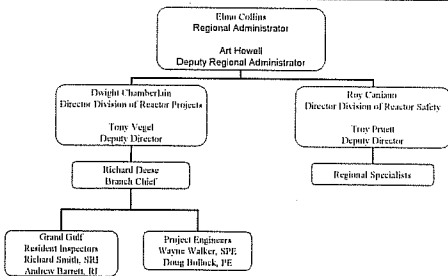 Elmo Collins
Regional Administrator
Art Howell
Deputy Regional Administrator
Dwight Chamberlain
Director Division of Reactor Projects
Tony Vegel
Deputy Director
Roy Caniano
Director Division of Reactor Safety
Troy Pruett
Deputy Director
Richard Deese
Branch Chief
Regional Specialists
Grand Gulf
Resident Inspectors
Richard Smith, SRI
Andrew Barrett, RI
Project Engineers
Wayne Walker, SPE
Doug Bollock, PE